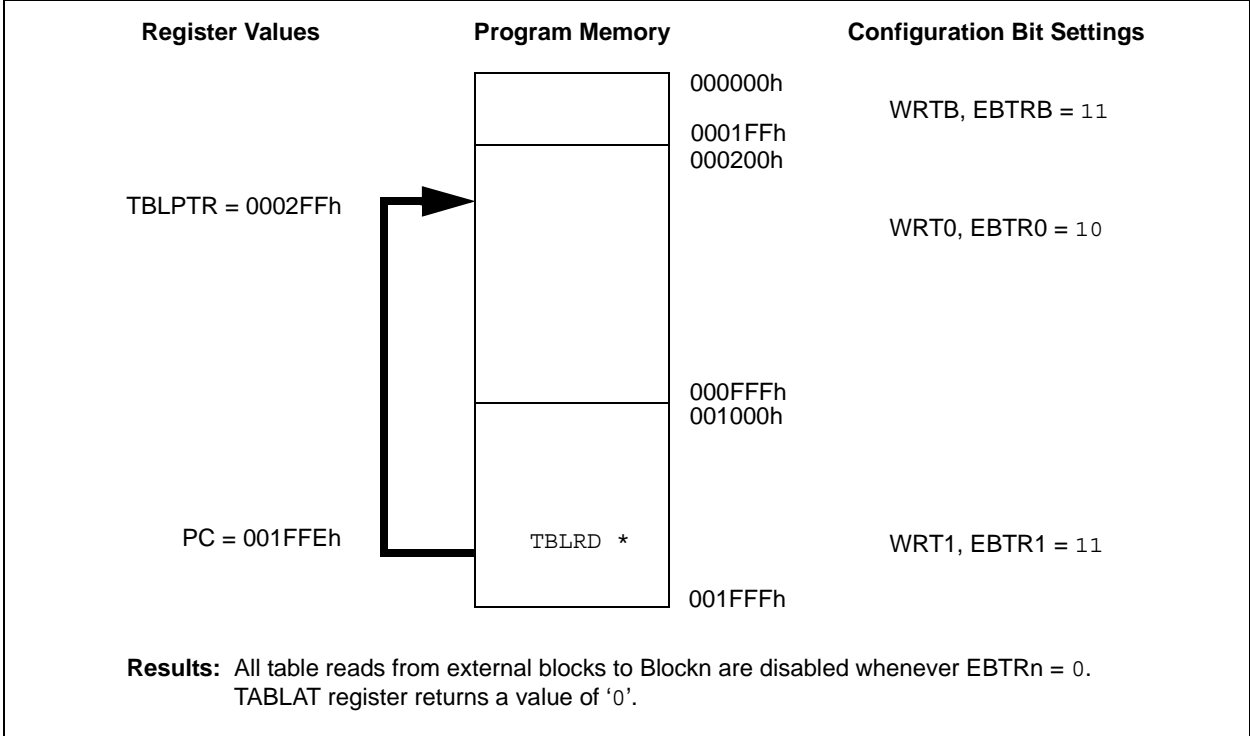 Register Values
Program Memory
Configuration Bit Settings
000000h
WRTB, EBTRB = 11
0001FFh
000200h
TBLPTR = 0002FFh
WRT0, EBTR0 = 10
000FFFh
001000h
PC = 001FFEh
TBLRD *
WRT1, EBTR1 = 11
001FFFh
Results: All table reads from external blocks to Blockn are disabled whenever EBTRn = 0.
TABLAT register returns a value of ‘0’.